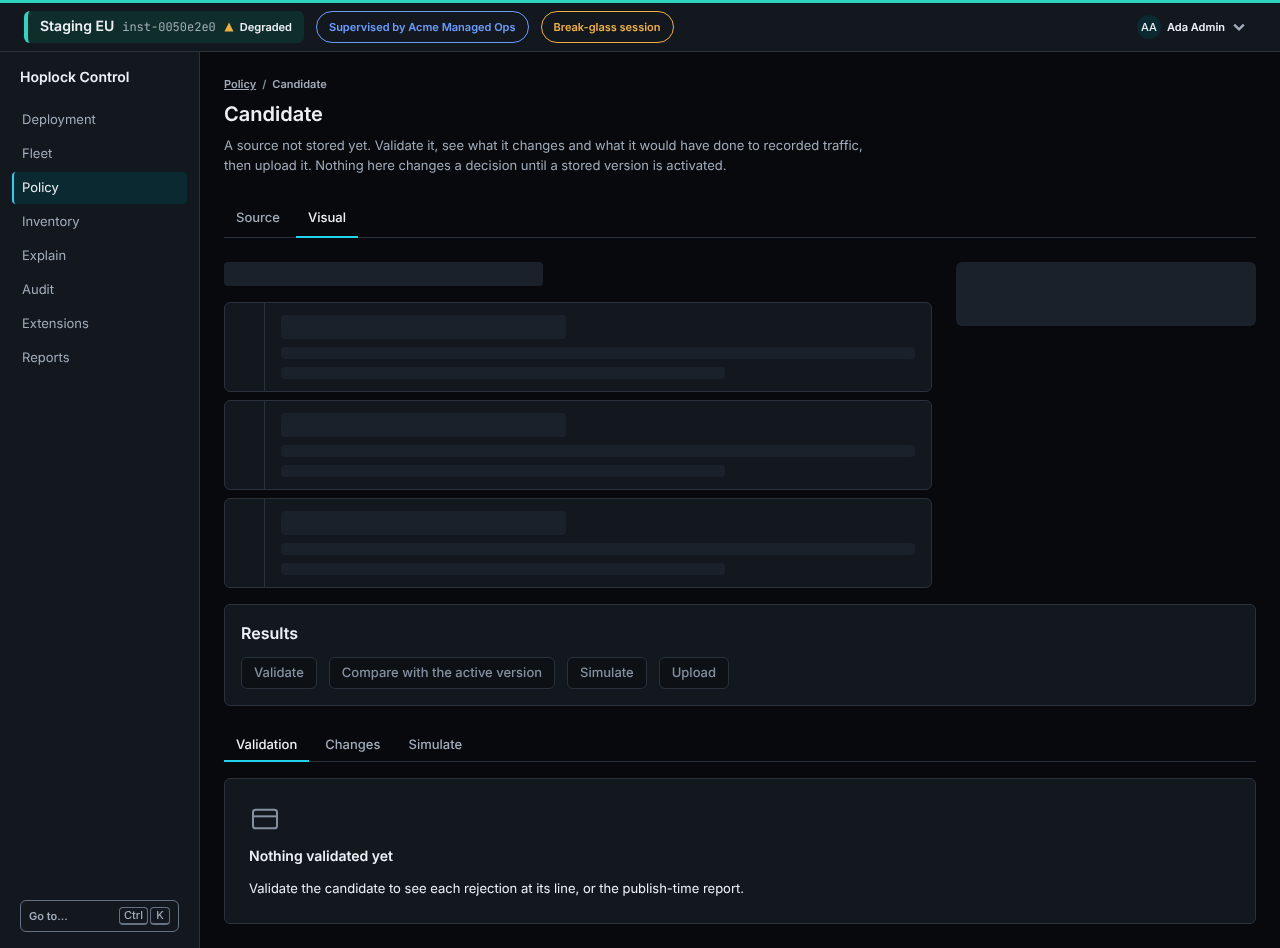 Staging EU inst-0050e2e0 Degraded
Supervised by Acme Managed Ops
Break-glass session
AA Ada Admin
Hoplock Control
Deployment
Fleet
Policy
Inventory
Explain
Audit
Extensions
Reports
Go to...
Ctrl K
Policy / Candidate
Candidate
A source not stored yet. Validate it, see what it changes and what it would have done to recorded traffic,
then upload it. Nothing here changes a decision until a stored version is activated.
Source Visual
Results
Validate Compare with the active version Simulate Upload
Validation Changes Simulate
Nothing validated yet
Validate the candidate to see each rejection at its line, or the publish-time report.